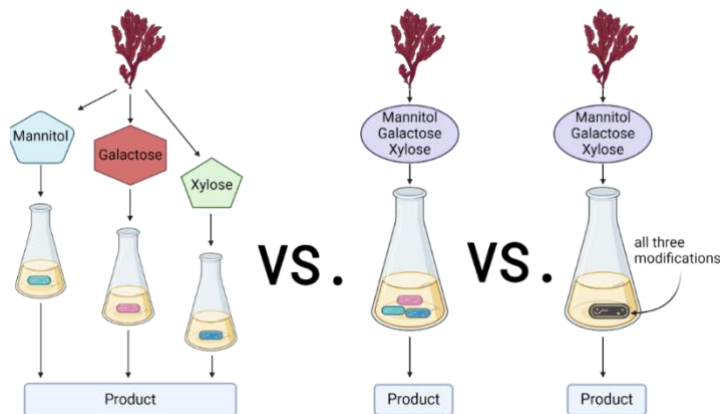 Mannitol
Galactose
Xylose
Product
VS.
Mannitol
Galactose
Xylose
Product
VS.
Mannitol
Galactose
Xylose
all three
modifications
Product